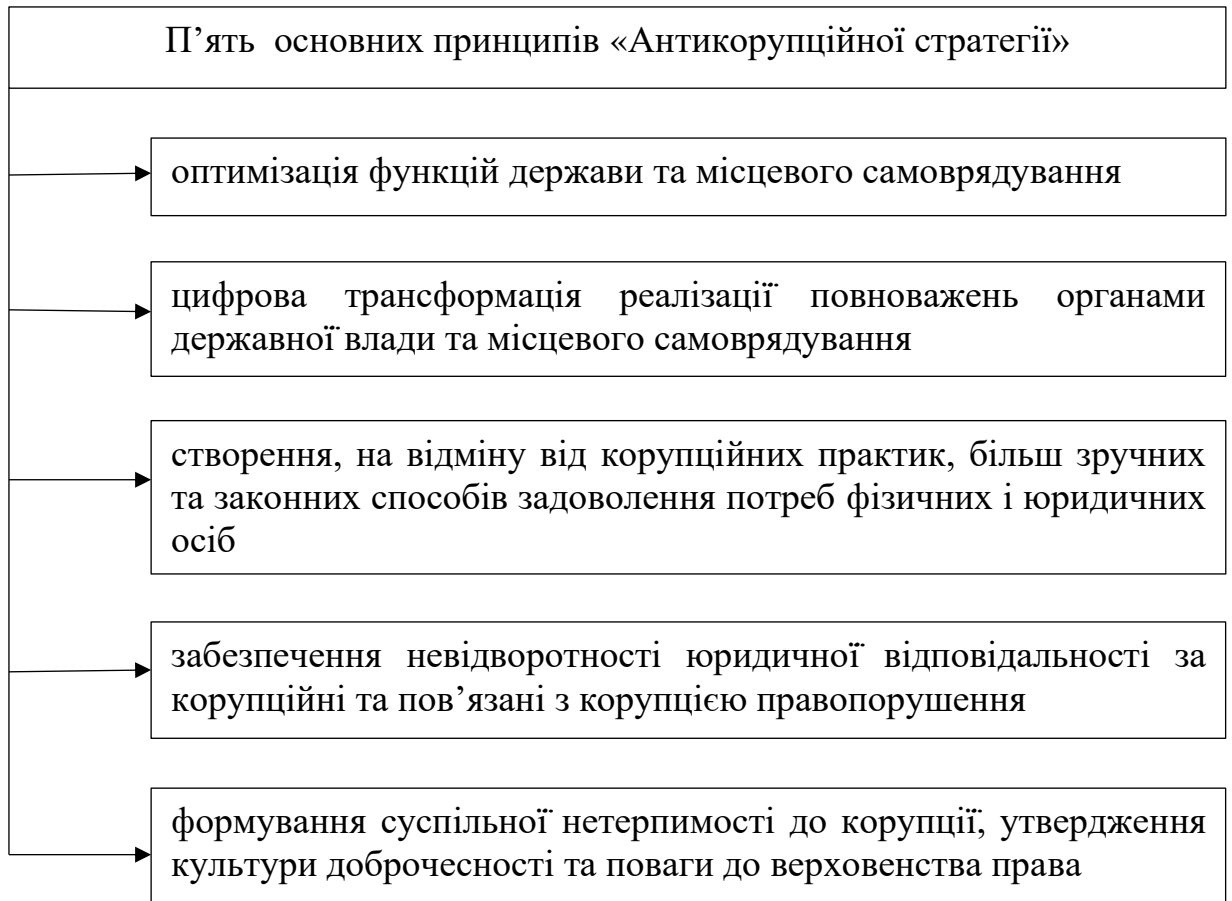 П’ять основних принципів «Антикорупційної стратегії»
оптимізація функцій держави та місцевого самоврядування
цифрова трансформація реалізації повноважень органами
державної влади та місцевого самоврядування
створення, на відміну від корупційних практик, більш зручних
та законних способів задоволення потреб фізичних і юридичних
осіб
забезпечення невідворотності юридичної відповідальності за
корупційні та пов’язані з корупцією правопорушення
формування суспільної нетерпимості до корупції, утвердження
культури доброчесності та поваги до верховенства права